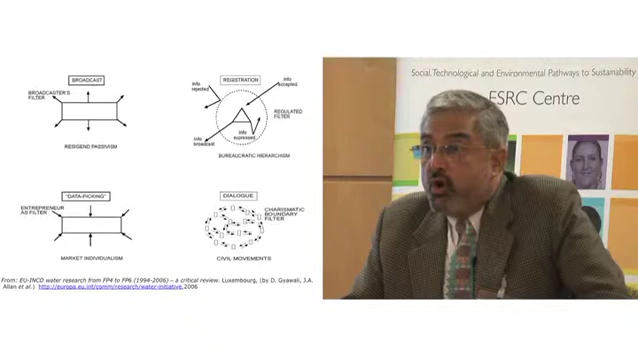 BROADCAST
BROADCASTER'S
FILTER
RESIGEND PASSIVISM
REGISTRATION
info
rejected
info
accepted
REGULATED
FILTER
info
broadcast
info
supressed
BUREAUCRATIC HIERARCHISM
"DATA-PICKING"
ENTREPRENEUR
AS FILTER
MARKET INDIVIDUALISM
DIALOGUE
CHARISMATIC
BOUNDARY
FILTER
CIVIL MOVEMENTS
From: EU-INCO water research from FP4 to FP6 (1994-2006) – a critical review. Luxembourg, (by D. Gyawali, J.A.
Allan et al.) http://europa.eu.int/comm/research/water-initiative,2006
Social, Technological and Environmental Pathways to Sustainability
ESRC Centre